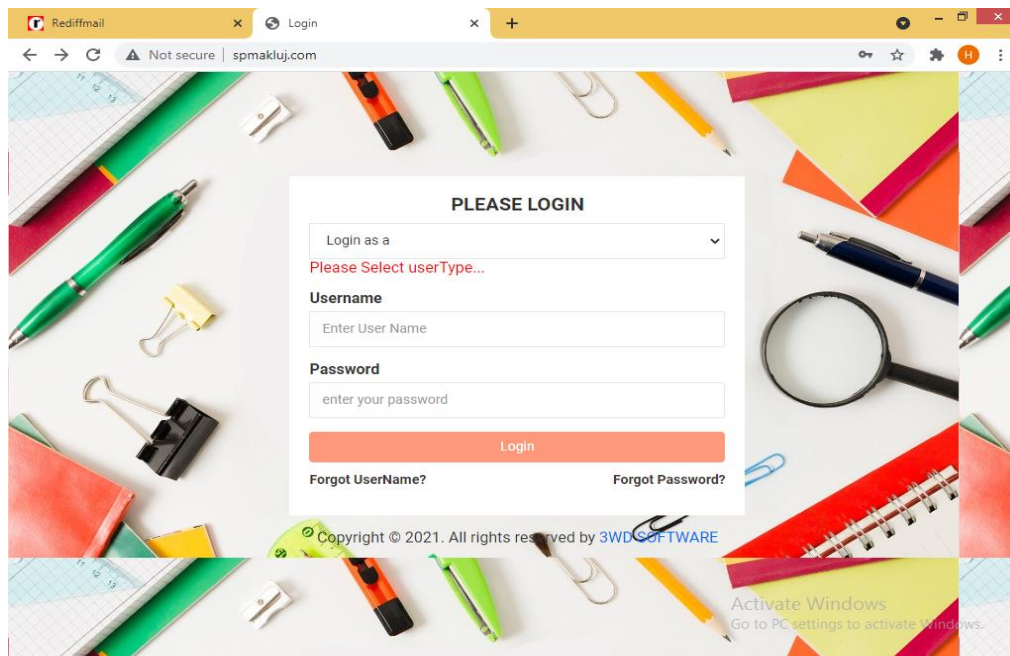 Rediffmail
Login
Not secure | spmakluj.com
H
PLEASE LOGIN
Login as a
Please Select userType...
Username
Enter User Name
Password
enter your password
Login
Forgot UserName? Forgot Password?
Copyright © 2021. All rights reserved by 3WD SOFTWARE
Activate Windows
Go to PC settings to activate Windows.